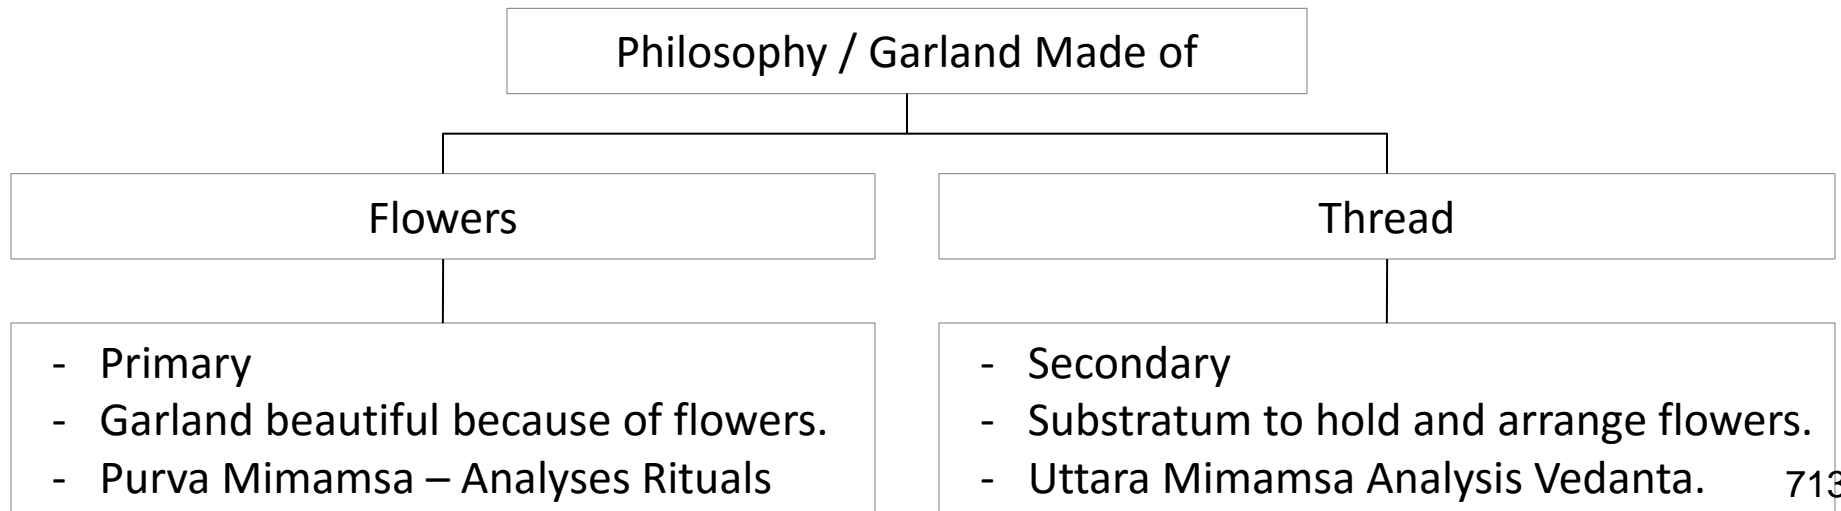 Philosophy / Garland Made of
Flowers
Thread
- Primary
- Garland beautiful because of flowers.
- Purva Mimamsa – Analyses Rituals
- Secondary
- Substratum to hold and arrange flowers.
- Uttara Mimamsa Analysis Vedanta.
713